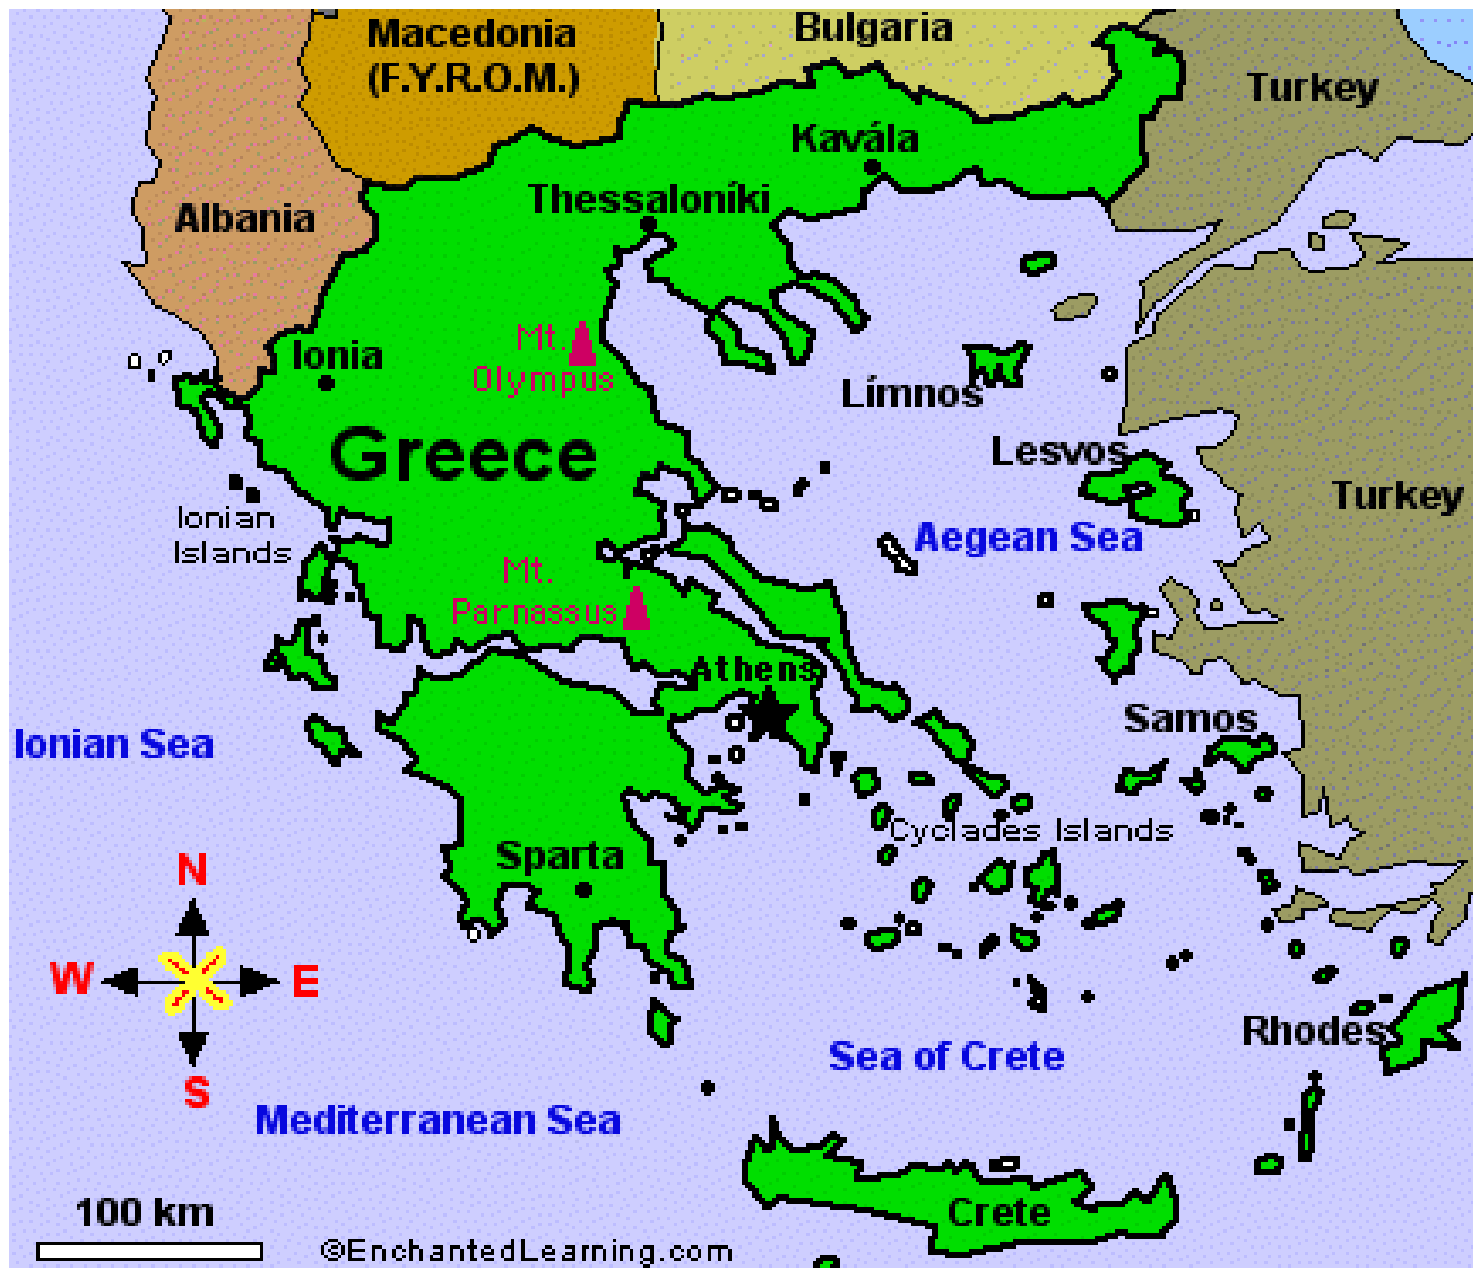 Macedonia
(F.Y.R.O.M.)
Bulgaria
Turkey
Kavála
Thessaloníki
Albania
Mt.
Olympus
Ionia
Límnos
Greece
Lesvos
Turkey
Ionian
Islands
Aegean Sea
Mt.
Parnassus
Athens
Samos
Ionian Sea
Cyclades Islands
Sparta
N
W
E
S
Rhodes
Sea of Crete
Mediterranean Sea
Crete
100 km
©EnchantedLearning.com